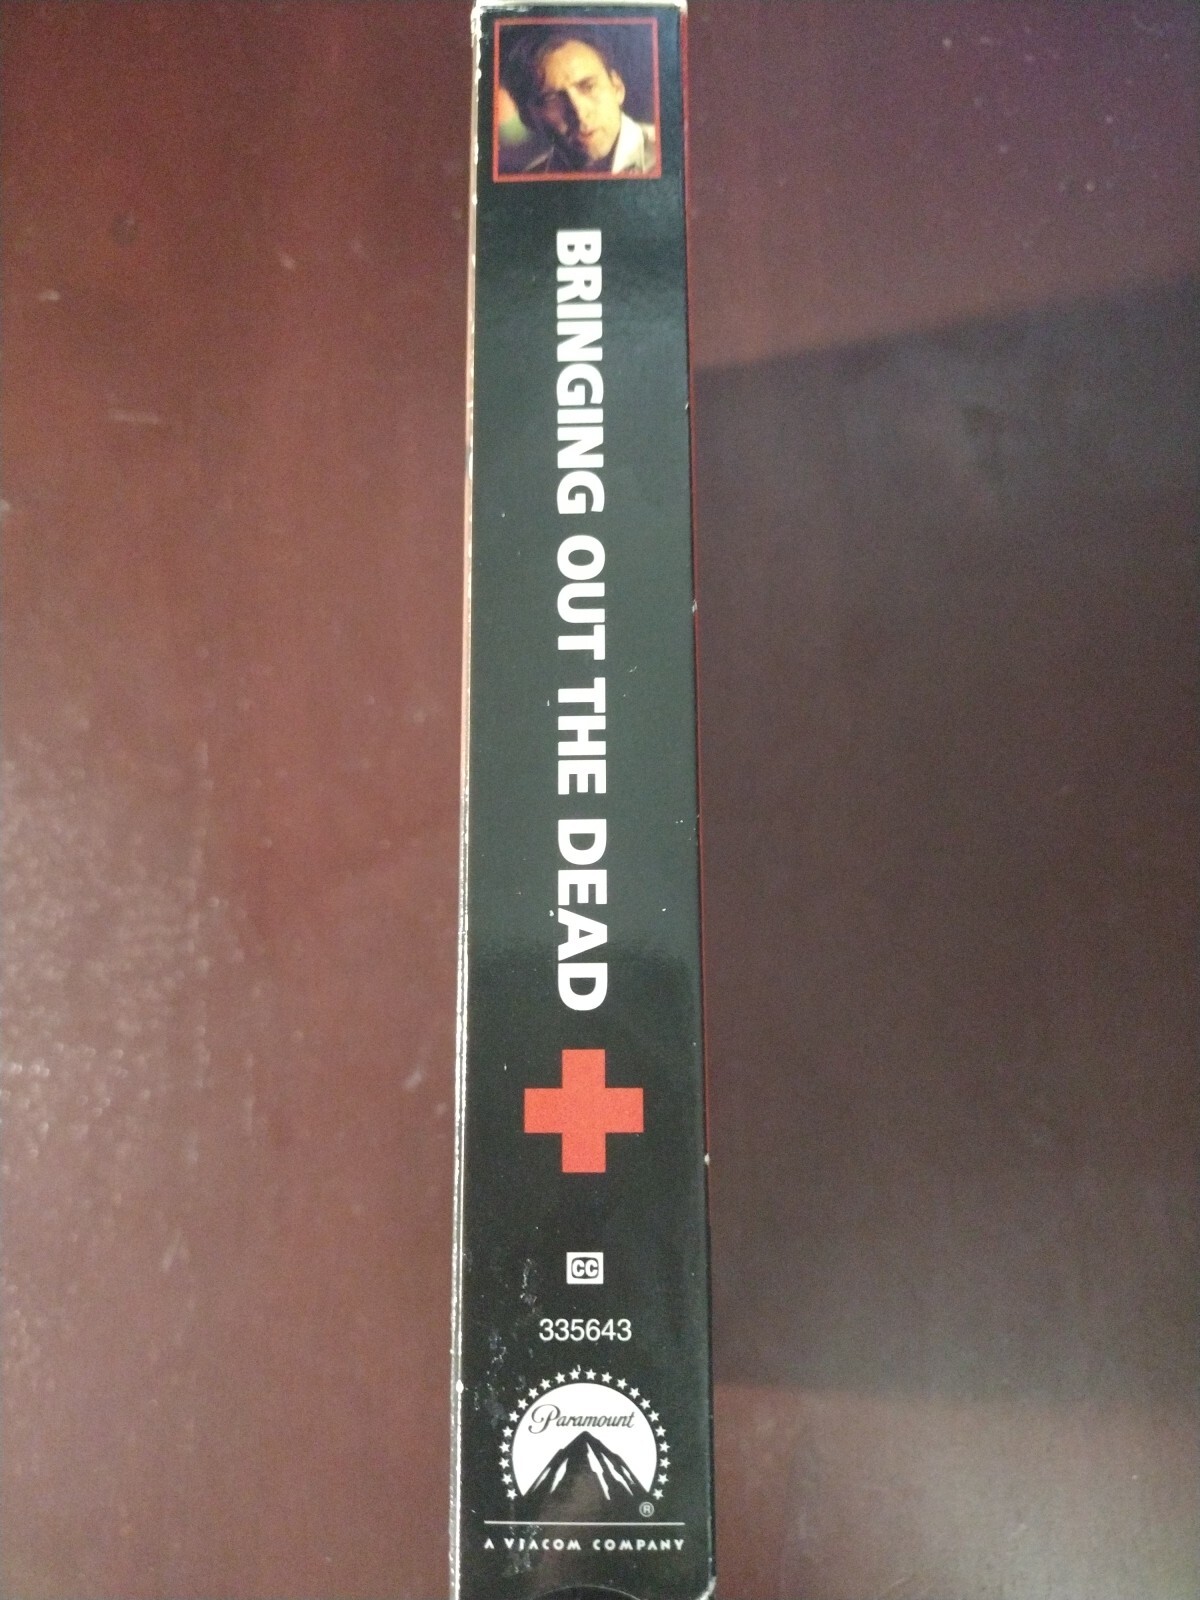 BRINGING OUT THE DEAD
CC
335643
Paramount
®
A VIACOM COMPANY